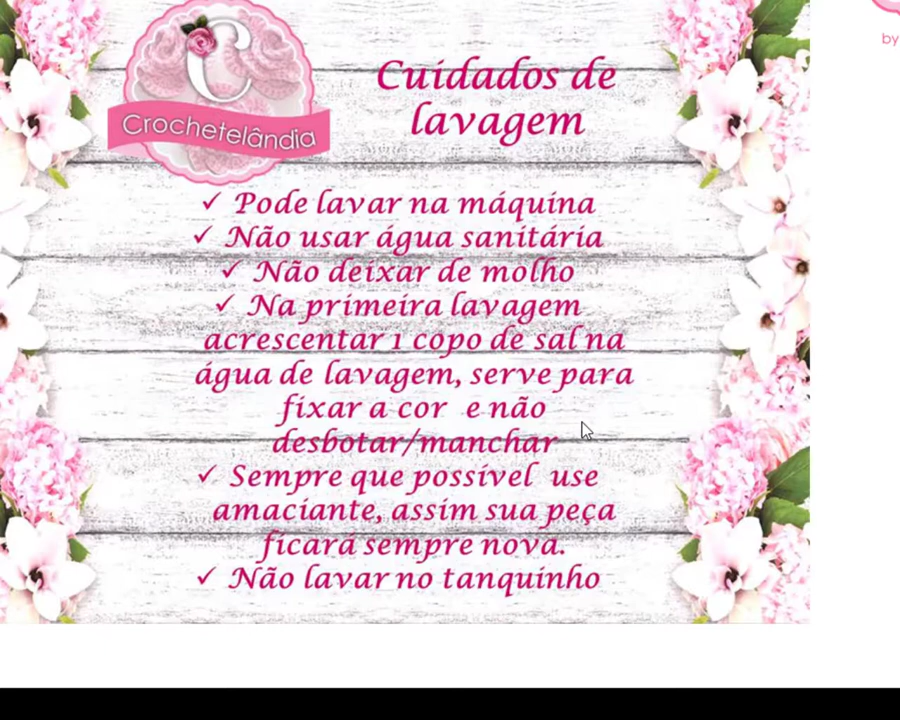 C
Crochetelândia
by
Cuidados de
lavagem
✓ Pode lavar na máquina
✓ Não usar água sanitária
✓ Não deixar de molho
✓ Na primeira lavagem
acrescentar 1 copo de sal na
água de lavagem, serve para
fixar a cor e não
desbotar/manchar
✓ Sempre que possível use
amaciante, assim sua peça
ficará sempre nova.
✓ Não lavar no tanquinho